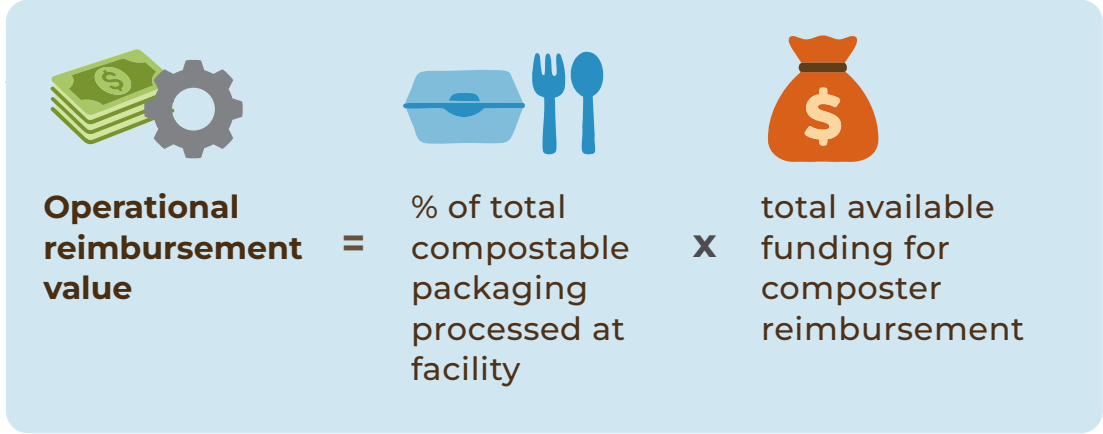 $
$
Operational
reimbursement
value
=
% of total
compostable
packaging
processed at
facility
x
total available
funding for
composter
reimbursement